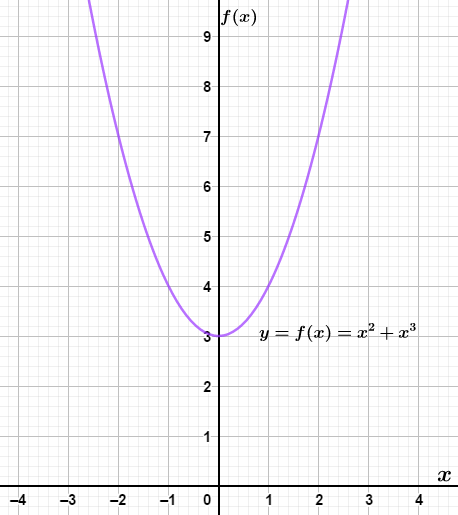 f(x)
9
8
7
6
5
4
3
y = f(x) = x² + x³
2
1
x
–4 –3 –2 –1 0 1 2 3 4